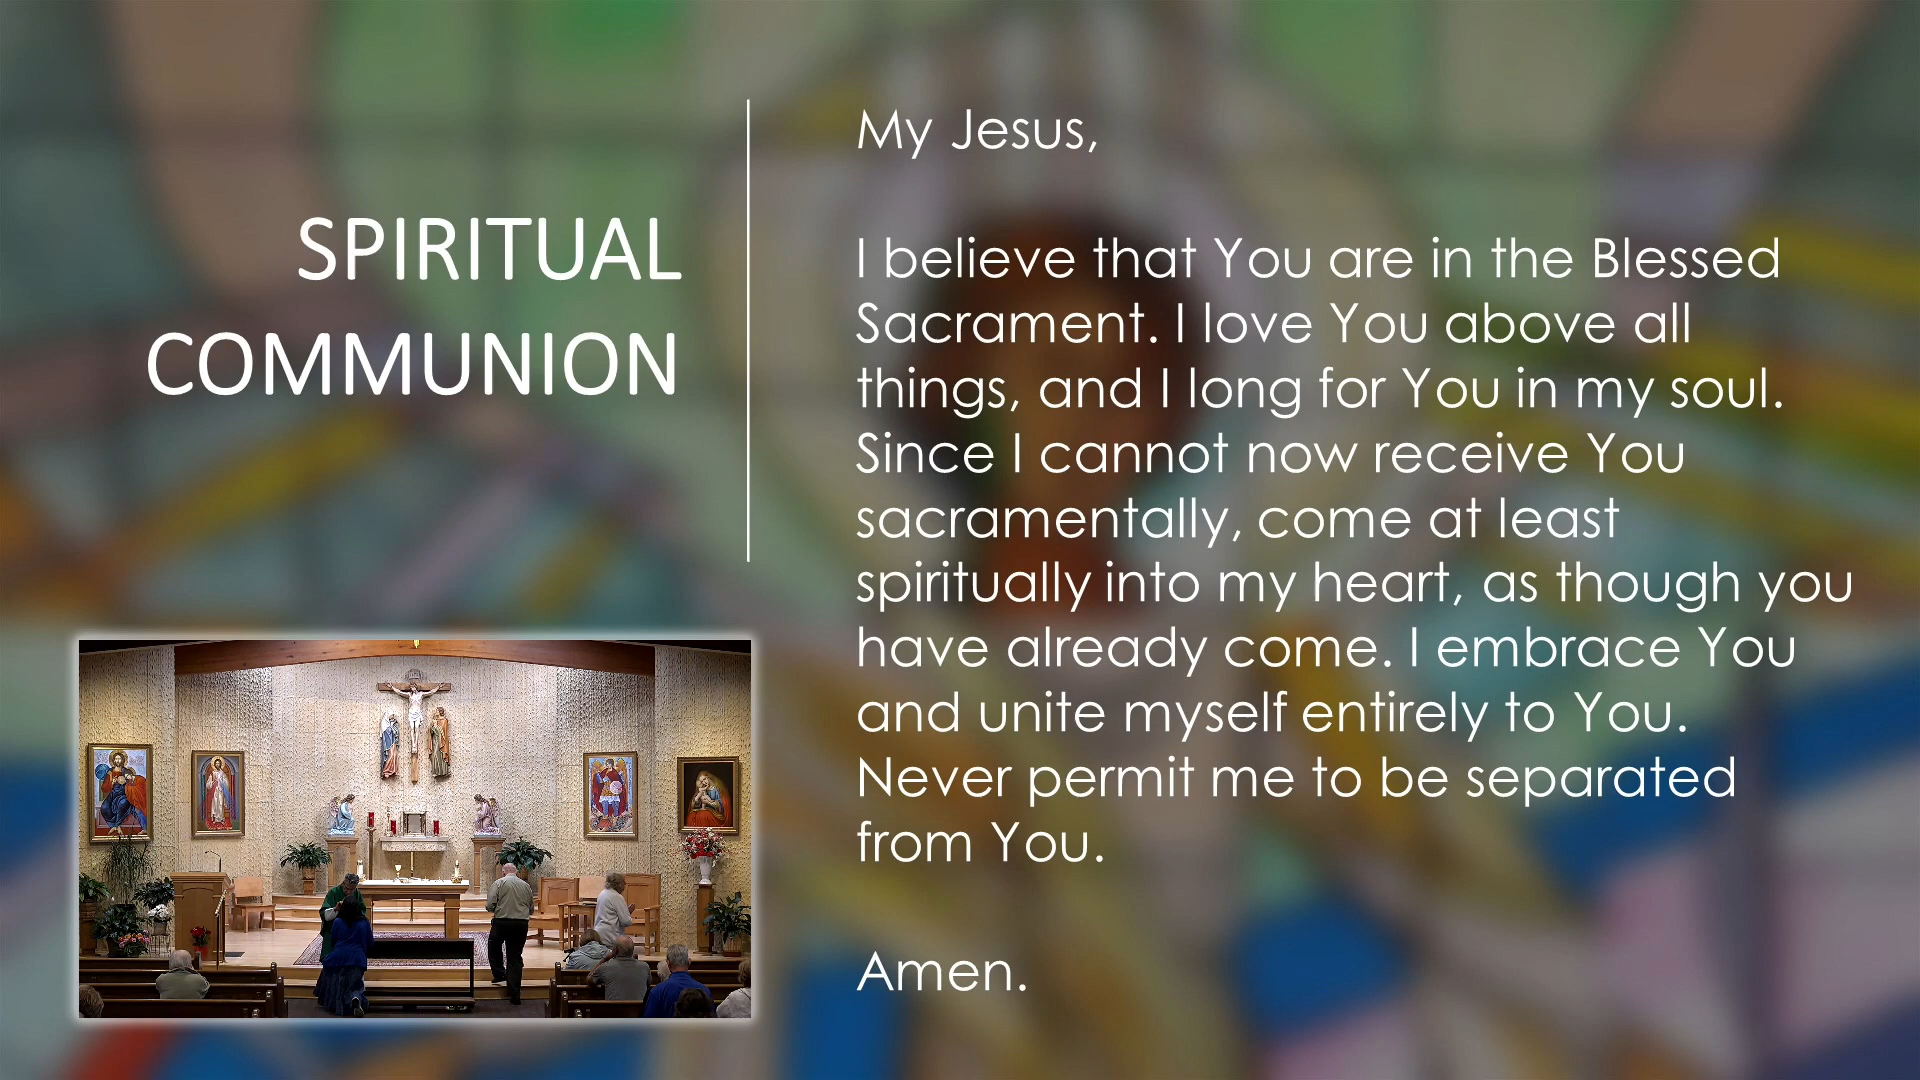 SPIRITUAL
COMMUNION
My Jesus,
I believe that You are in the Blessed
Sacrament. I love You above all
things, and I long for You in my soul.
Since I cannot now receive You
sacramentally, come at least
spiritually into my heart, as though you
have already come. I embrace You
and unite myself entirely to You.
Never permit me to be separated
from You.
Amen.